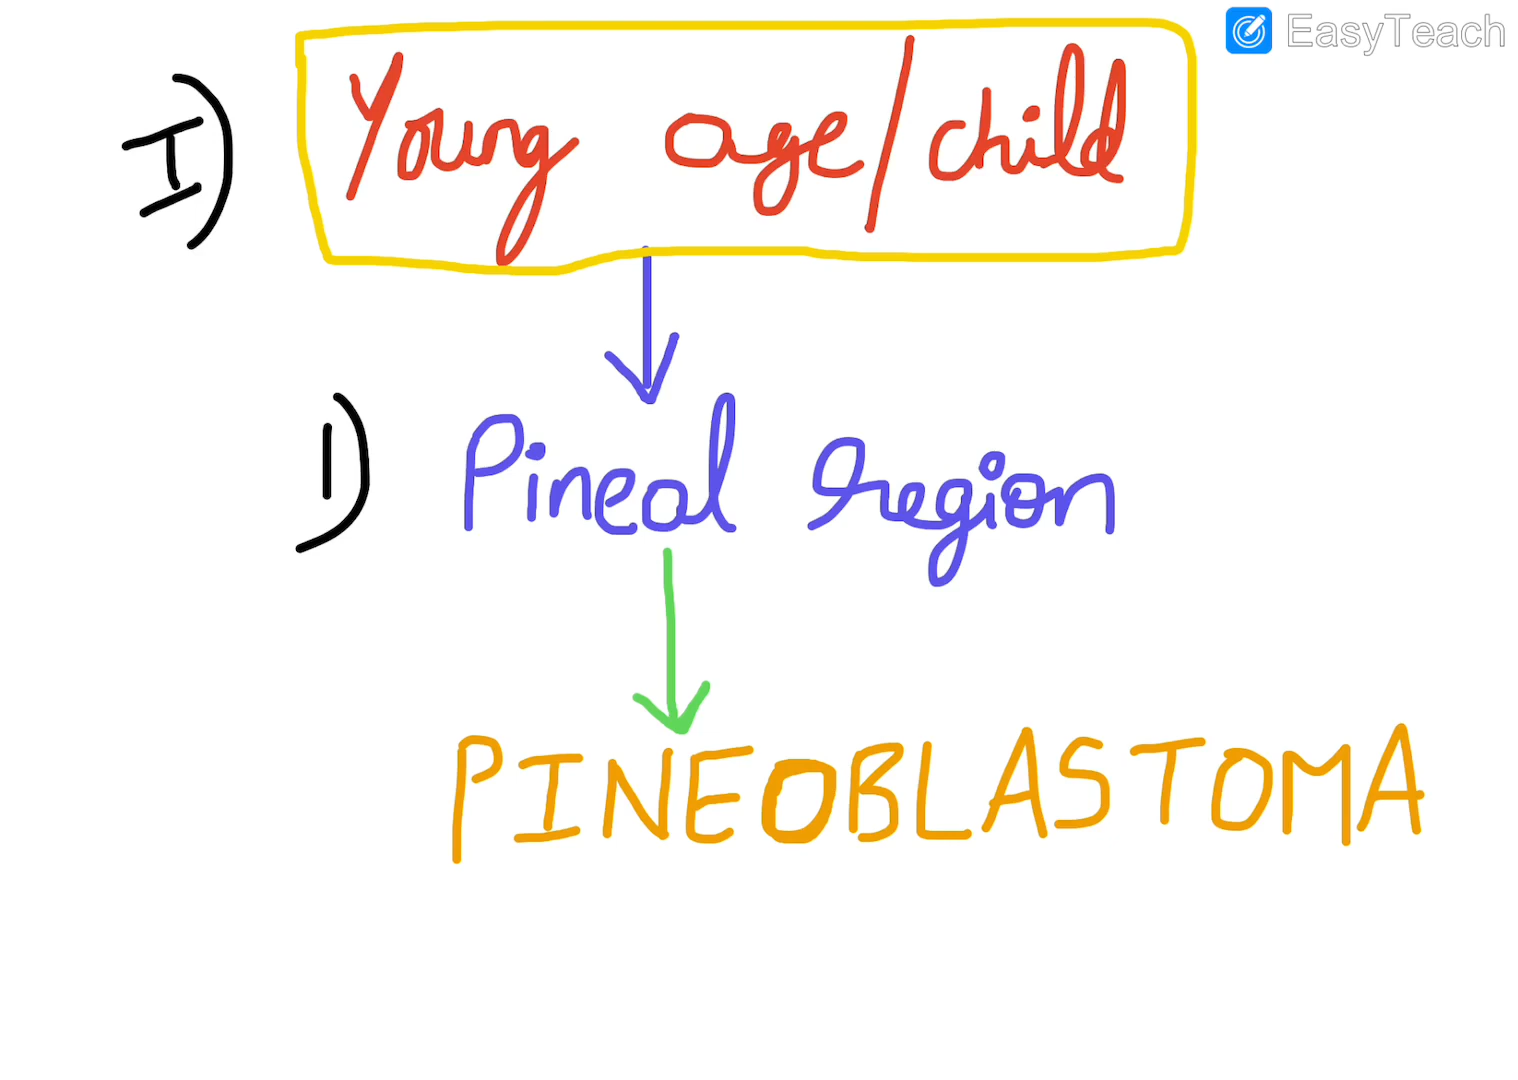 EasyTeach
I) Young age/child
1) Pineal region
PINEOBLASTOMA